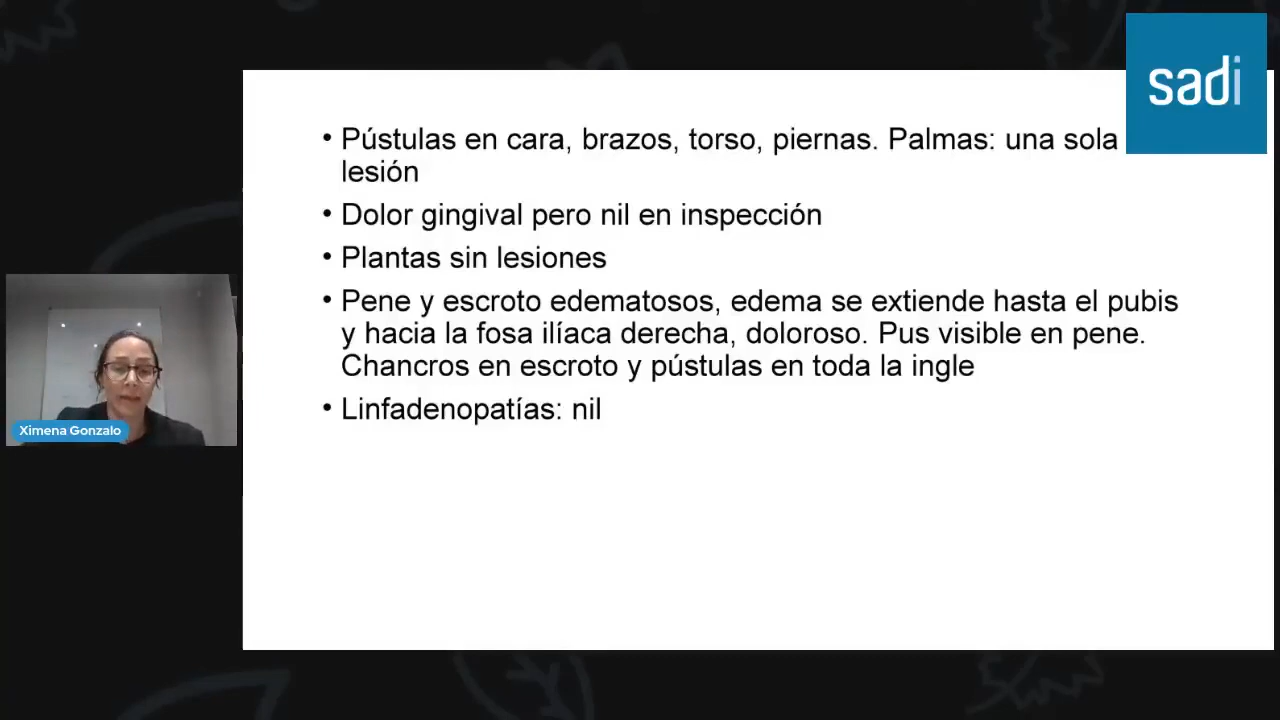 sadi
• Pústulas en cara, brazos, torso, piernas. Palmas: una sola
lesión
• Dolor gingival pero nil en inspección
• Plantas sin lesiones
• Pene y escroto edematosos, edema se extiende hasta el pubis
y hacia la fosa ilíaca derecha, doloroso. Pus visible en pene.
Chancros en escroto y pústulas en toda la ingle
• Linfadenopatías: nil
Ximena Gonzalo